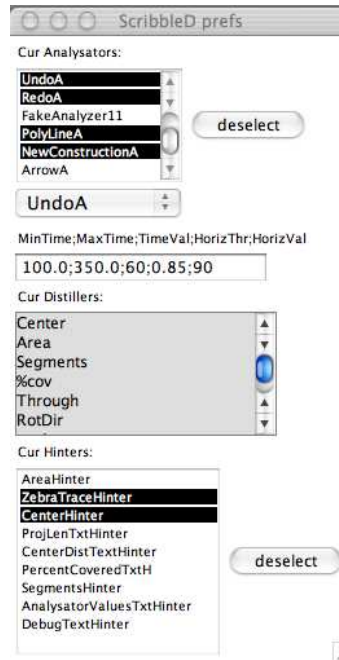 ScribbleD prefs
Cur Analysators:
UndoA
RedoA
FakeAnalyzer11
PolyLineA
NewConstructionA
ArrowA
deselect
UndoA
MinTime;MaxTime;TimeVal;HorizThr;HorizVal
100.0;350.0;60;0.85;90
Cur Distillers:
Center
Area
Segments
%cov
Through
RotDir
Cur Hinters:
AreaHinter
ZebraTraceHinter
CenterHinter
ProjLenTxtHinter
CenterDistTextHinter
PercentCoveredTxtH
SegmentsHinter
AnalysatorValuesTxtHinter
DebugTextHinter
deselect